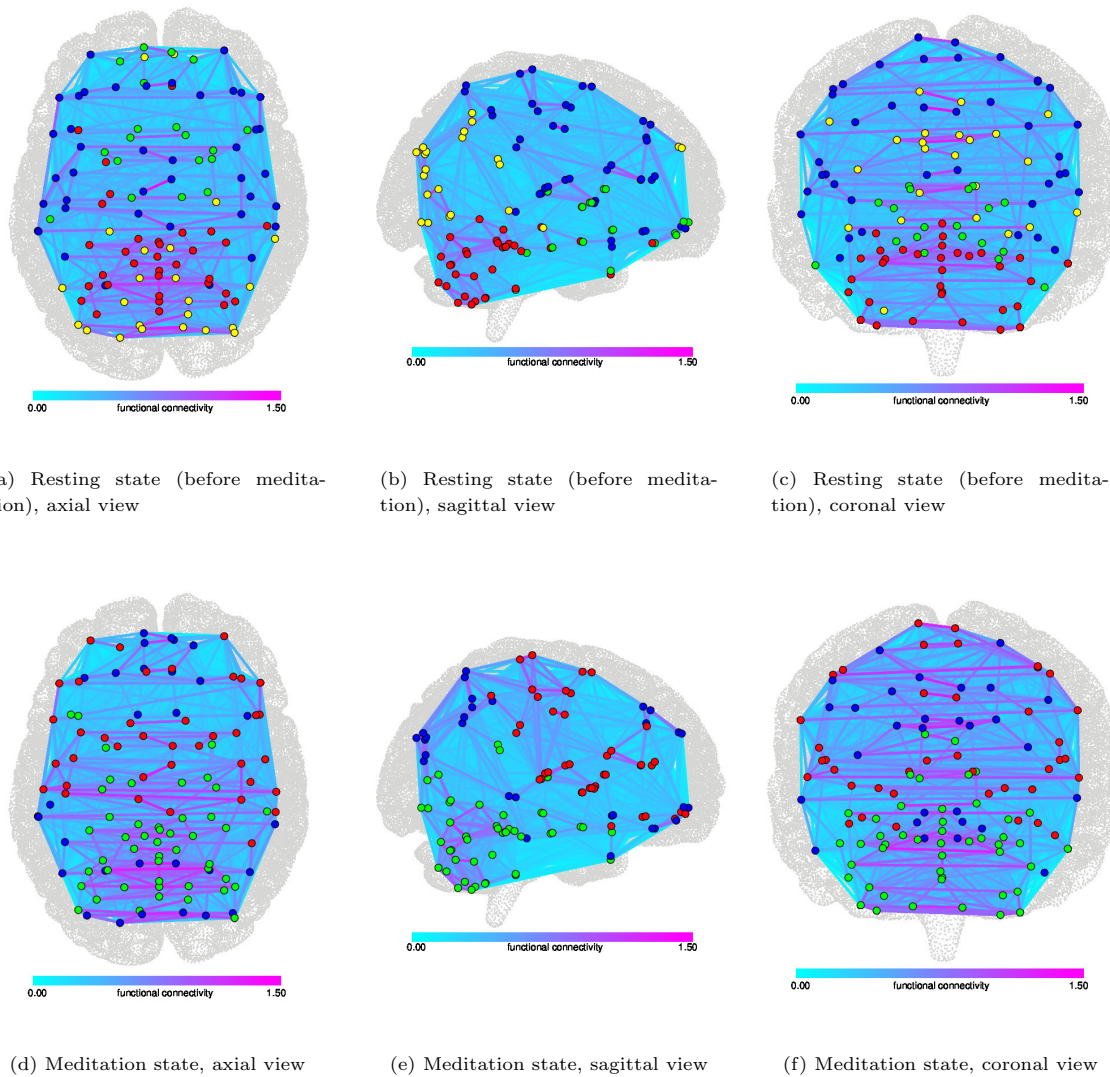 0.00 functional connectivity 1.50
0.00 functional connectivity 1.50
0.00 functional connectivity 1.50
a) Resting state (before medita-
tion), axial view
(b) Resting state (before medita-
tion), sagittal view
(c) Resting state (before medita-
tion), coronal view
0.00 functional connectivity 1.50
0.00 functional connectivity 1.50
0.00 functional connectivity 1.50
(d) Meditation state, axial view
(e) Meditation state, sagittal view
(f) Meditation state, coronal view